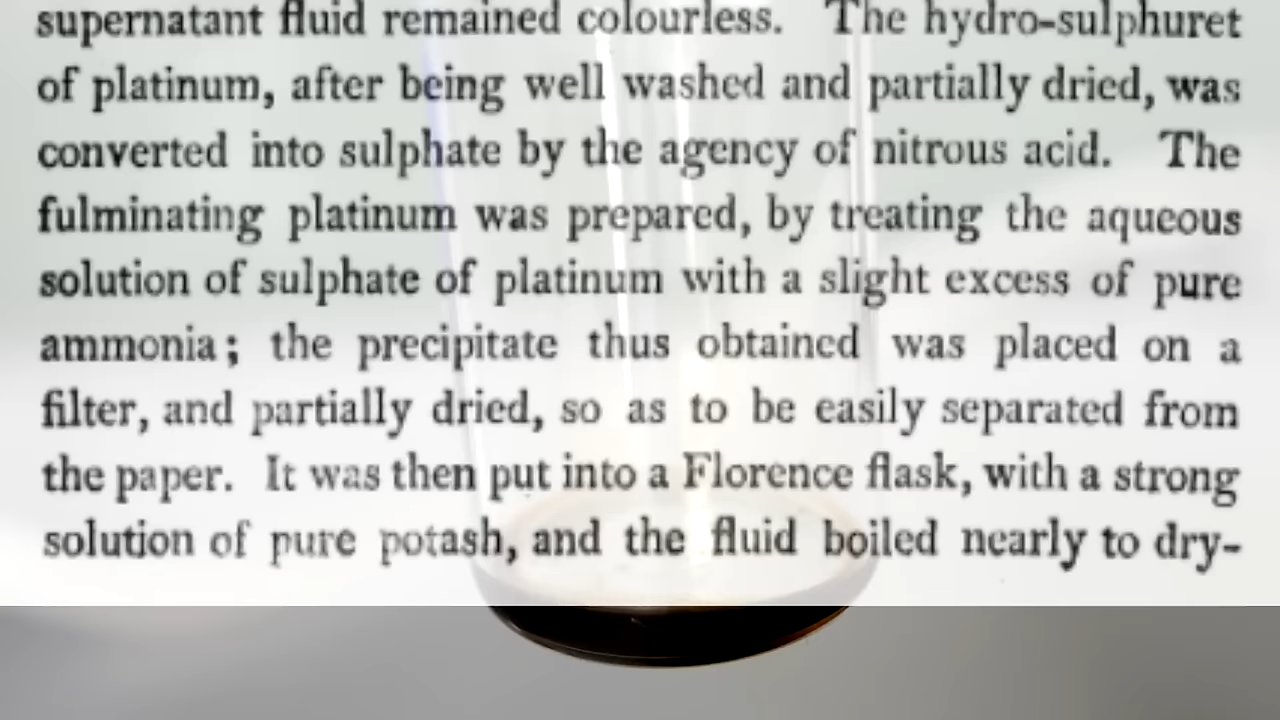 supernatant fluid remained colourless. The hydro-sulphuret
of platinum, after being well washed and partially dried, was
converted into sulphate by the agency of nitrous acid. The
fulminating platinum was prepared, by treating the aqueous
solution of sulphate of platinum with a slight excess of pure
ammonia; the precipitate thus obtained was placed on a
filter, and partially dried, so as to be easily separated from
the paper. It was then put into a Florence flask, with a strong
solution of pure potash, and the fluid boiled nearly to dry-